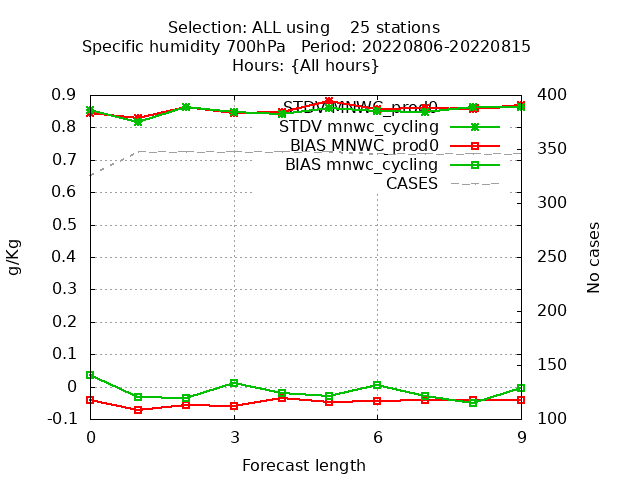 Selection: ALL using    25 stations
Specific humidity 700hPa   Period: 20220806-20220815
Hours: {All hours}
0.9
0.8
0.7
0.6
0.5
0.4
0.3
0.2
0.1
0
-0.1
g/Kg
STDV MNWC_prod0
STDV mnwc_cycling
BIAS MNWC_prod0
BIAS mnwc_cycling
CASES
400
350
300
250
200
150
100
No cases
0 3 6 9
Forecast length